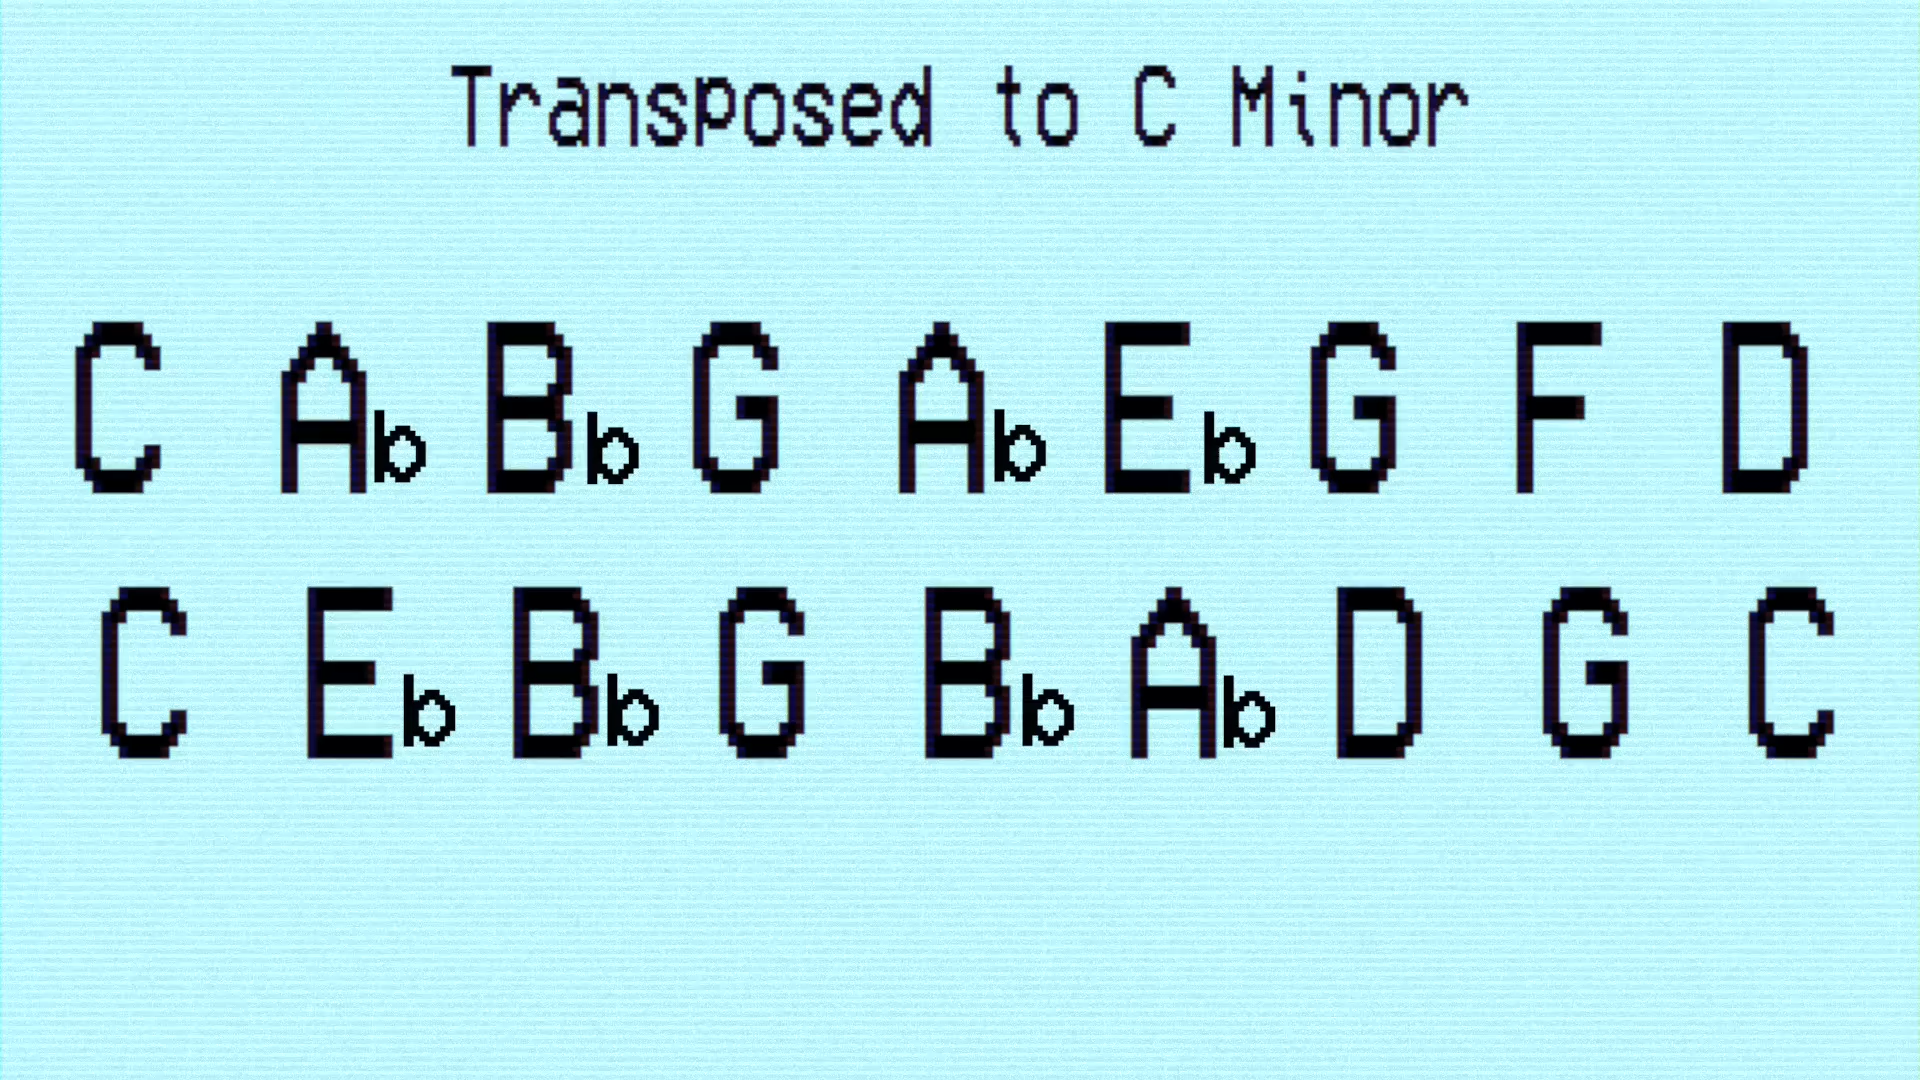 Transposed to C Minor
C Ab Bb G Ab Eb G F D
C Eb Bb G Bb Ab D G C